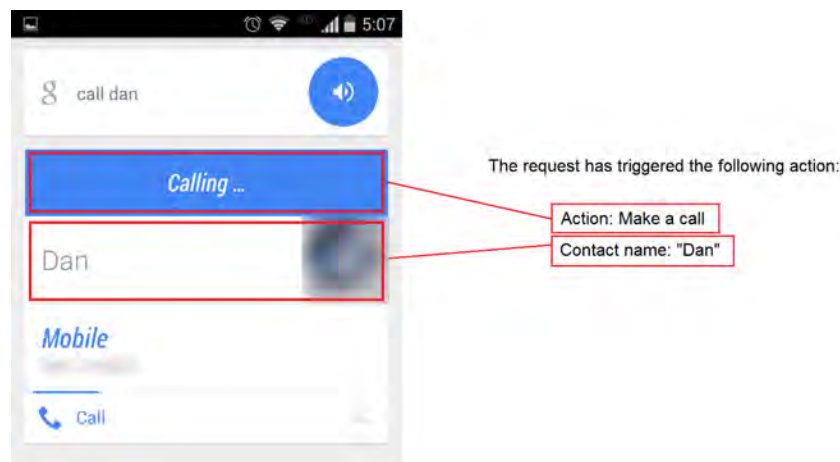 5:07
g call dan
Calling ...
Dan
Mobile
Call
The request has triggered the following action:
Action: Make a call
Contact name: "Dan"